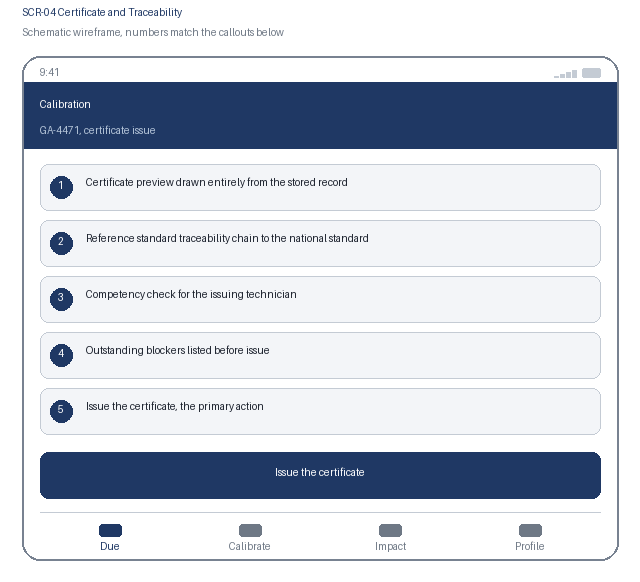 SCR-04 Certificate and Traceability
Schematic wireframe, numbers match the callouts below
9:41
Calibration
GA-4471, certificate issue
1 Certificate preview drawn entirely from the stored record
2 Reference standard traceability chain to the national standard
3 Competency check for the issuing technician
4 Outstanding blockers listed before issue
5 Issue the certificate, the primary action
Issue the certificate
Due Calibrate Impact Profile